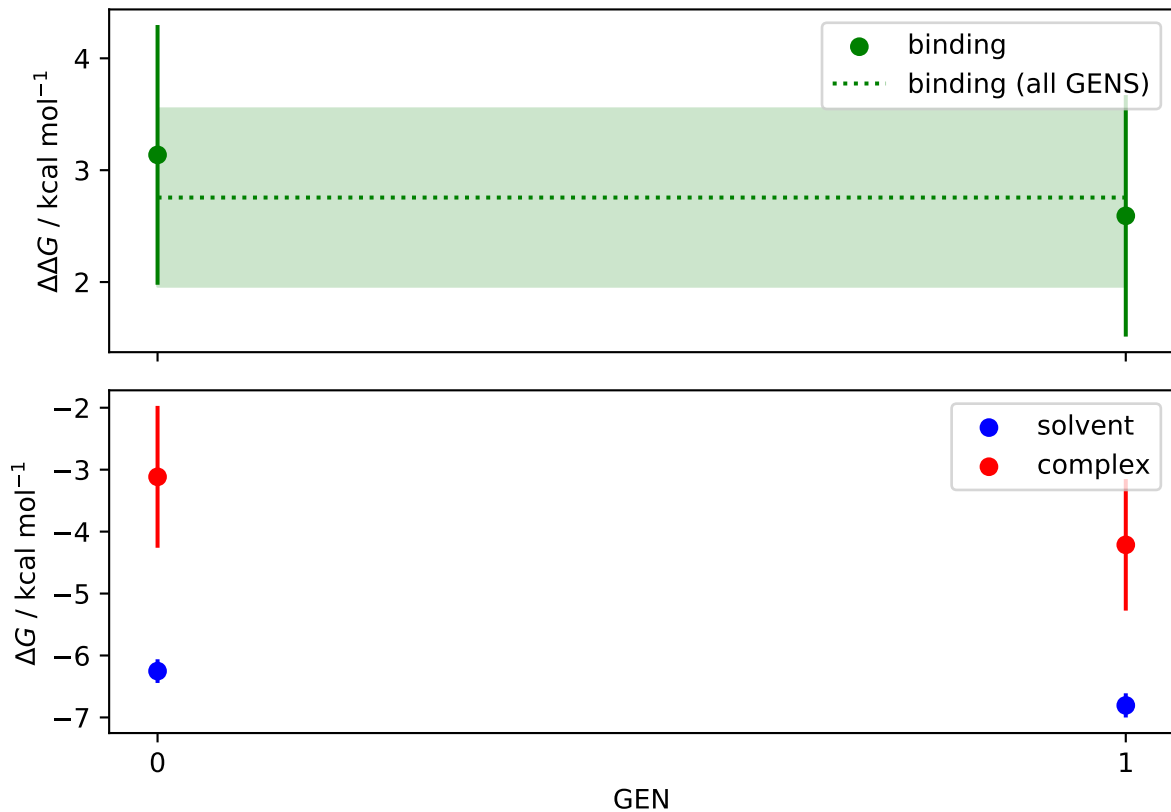 binding
binding (all GENS)
4
3
2
ΔΔG / kcal mol⁻¹
solvent
complex
−2
−3
−4
−5
−6
−7
ΔG / kcal mol⁻¹
0
1
GEN